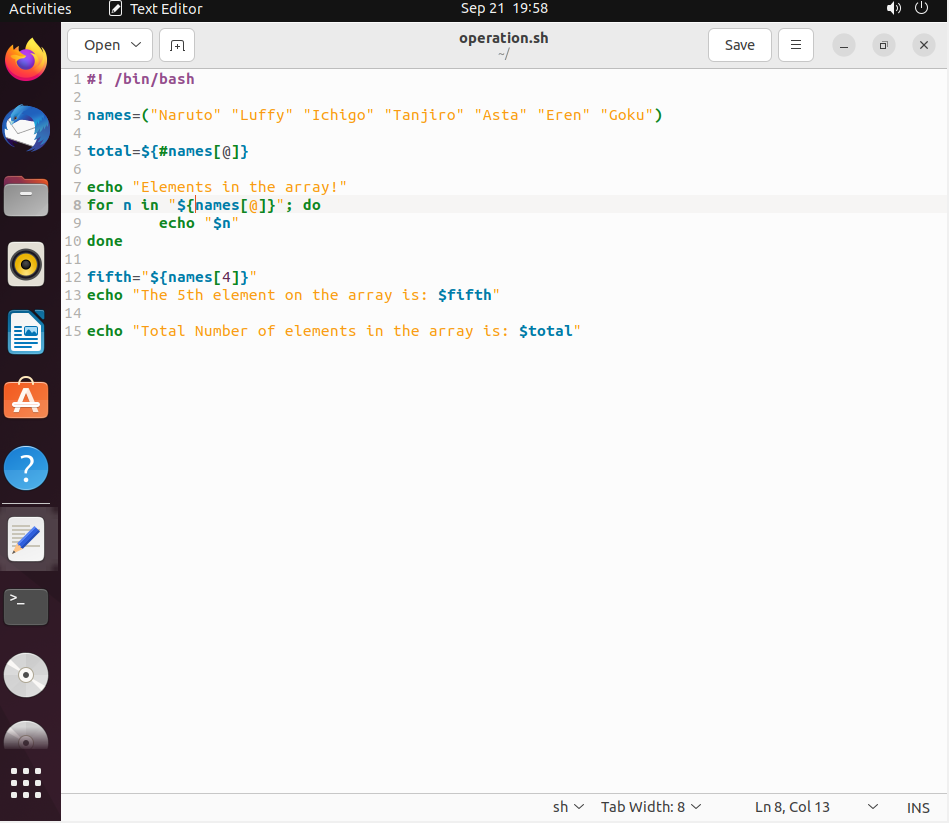 Activities Text Editor Sep 21 19:58
Open operation.sh Save
~/
1 #! /bin/bash
2
3 names=("Naruto" "Luffy" "Ichigo" "Tanjiro" "Asta" "Eren" "Goku")
4
5 total=${#names[@]}
6
7 echo "Elements in the array!"
8 for n in "${names[@]}"; do
9         echo "$n"
10 done
11
12 fifth="${names[4]}"
13 echo "The 5th element on the array is: $fifth"
14
15 echo "Total Number of elements in the array is: $total"
sh Tab Width: 8 Ln 8, Col 13 INS